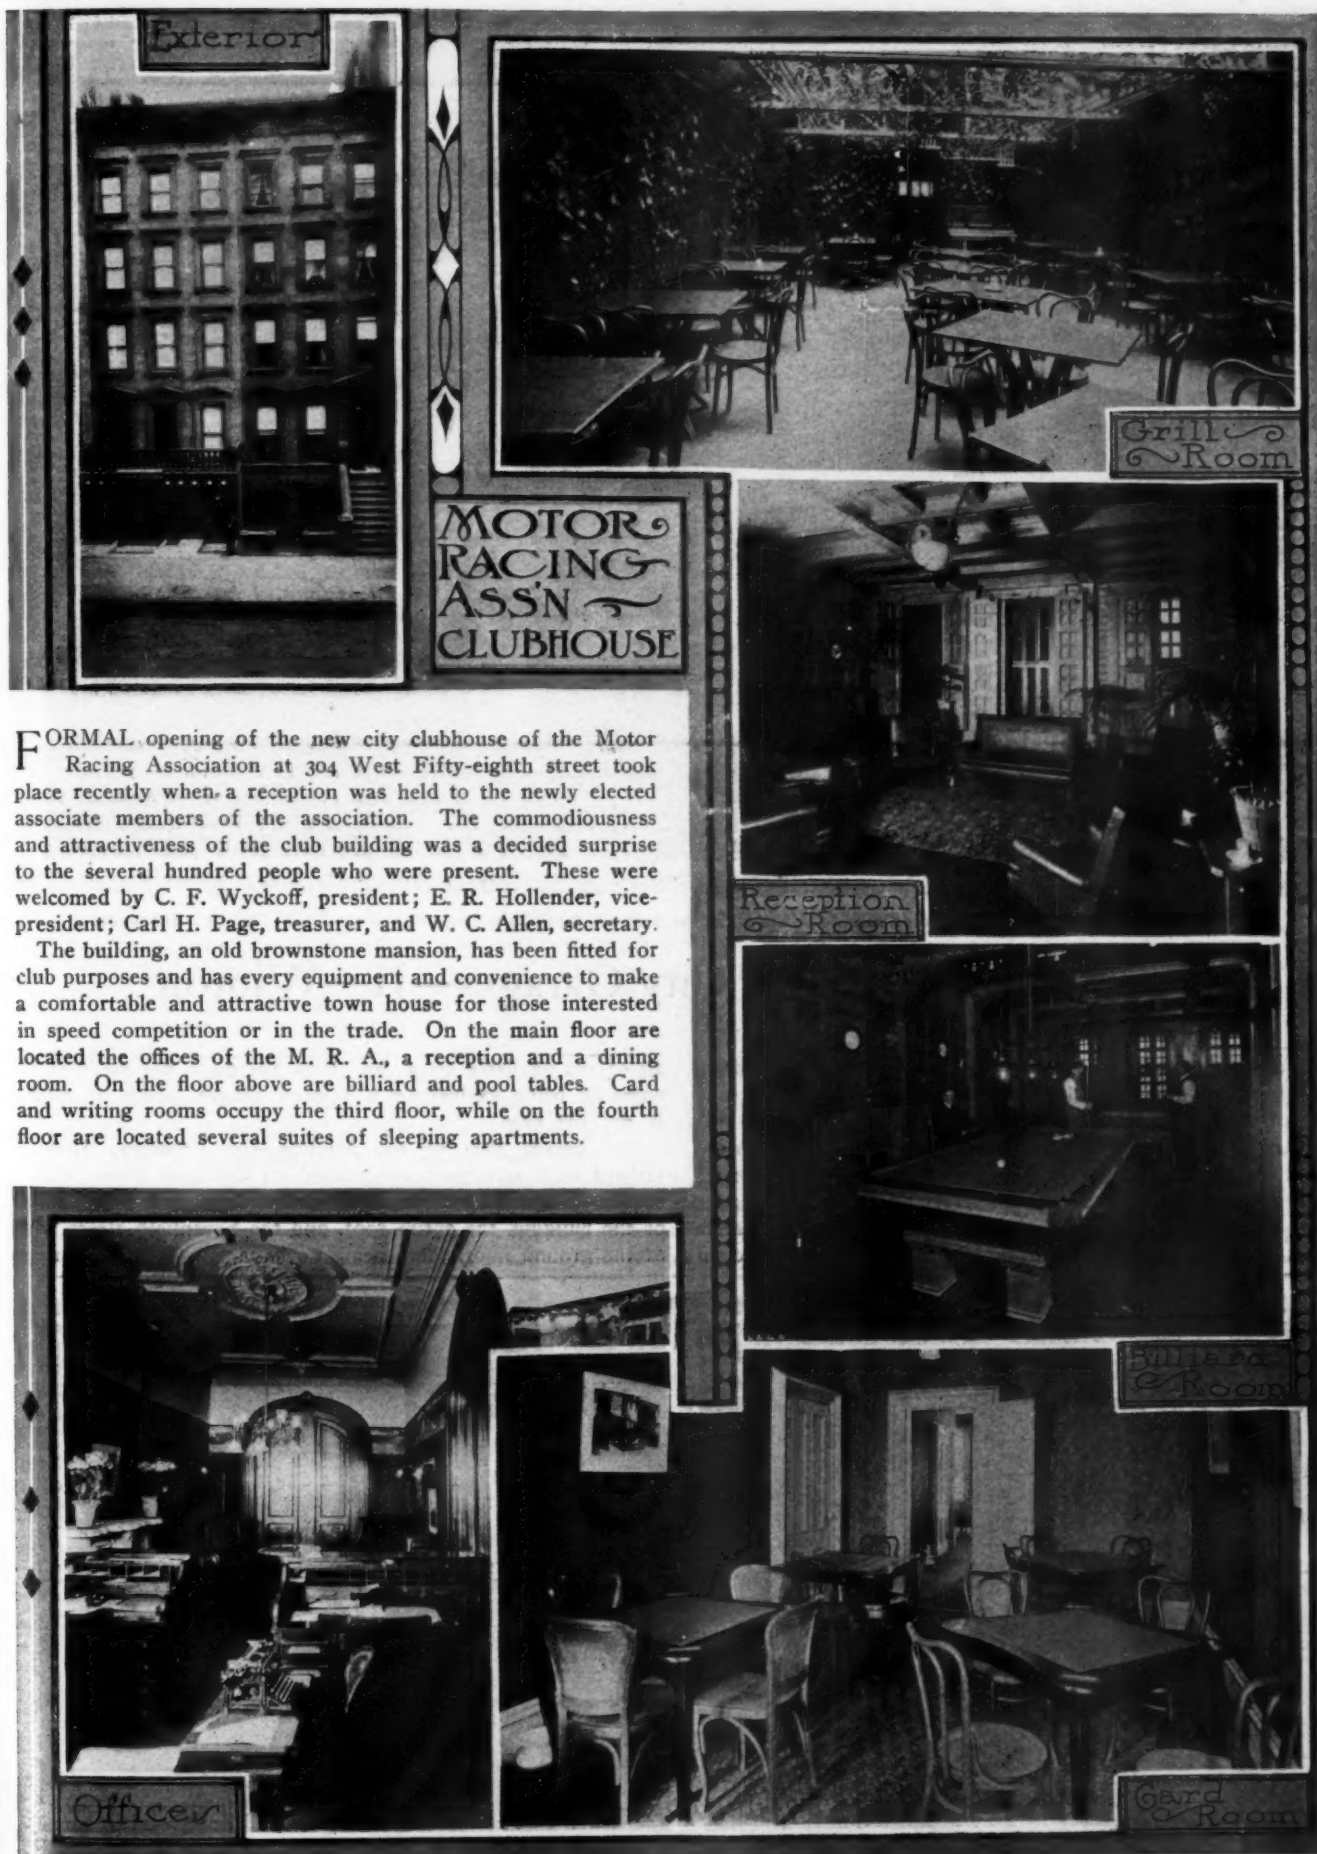 Exterior
Grill
Room
MOTOR
RACING
ASS'N
CLUBHOUSE
FORMAL opening of the new city clubhouse of the Motor
Racing Association at 304 West Fifty-eighth street took
place recently when a reception was held to the newly elected
associate members of the association. The commodiousness
and attractiveness of the club building was a decided surprise
to the several hundred people who were present. These were
welcomed by C. F. Wyckoff, president; E. R. Hollender, vice-
president; Carl H. Page, treasurer, and W. C. Allen, secretary.
The building, an old brownstone mansion, has been fitted for
club purposes and has every equipment and convenience to make
a comfortable and attractive town house for those interested
in speed competition or in the trade. On the main floor are
located the offices of the M. R. A., a reception and a dining
room. On the floor above are billiard and pool tables. Card
and writing rooms occupy the third floor, while on the fourth
floor are located several suites of sleeping apartments.
Reception
Room
Billiard
Room
Offices
Card
Room